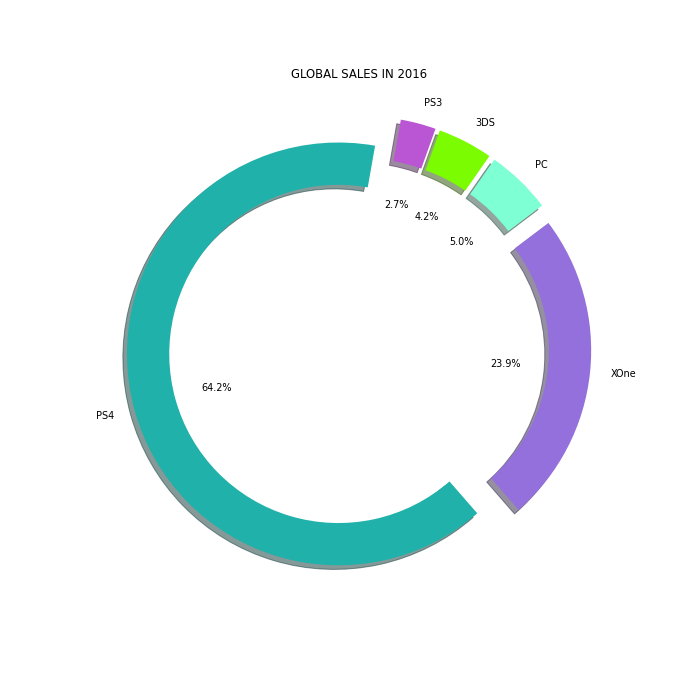 GLOBAL SALES IN 2016
PS3
3DS
PC
2.7%
4.2%
5.0%
23.9%
XOne
64.2%
PS4